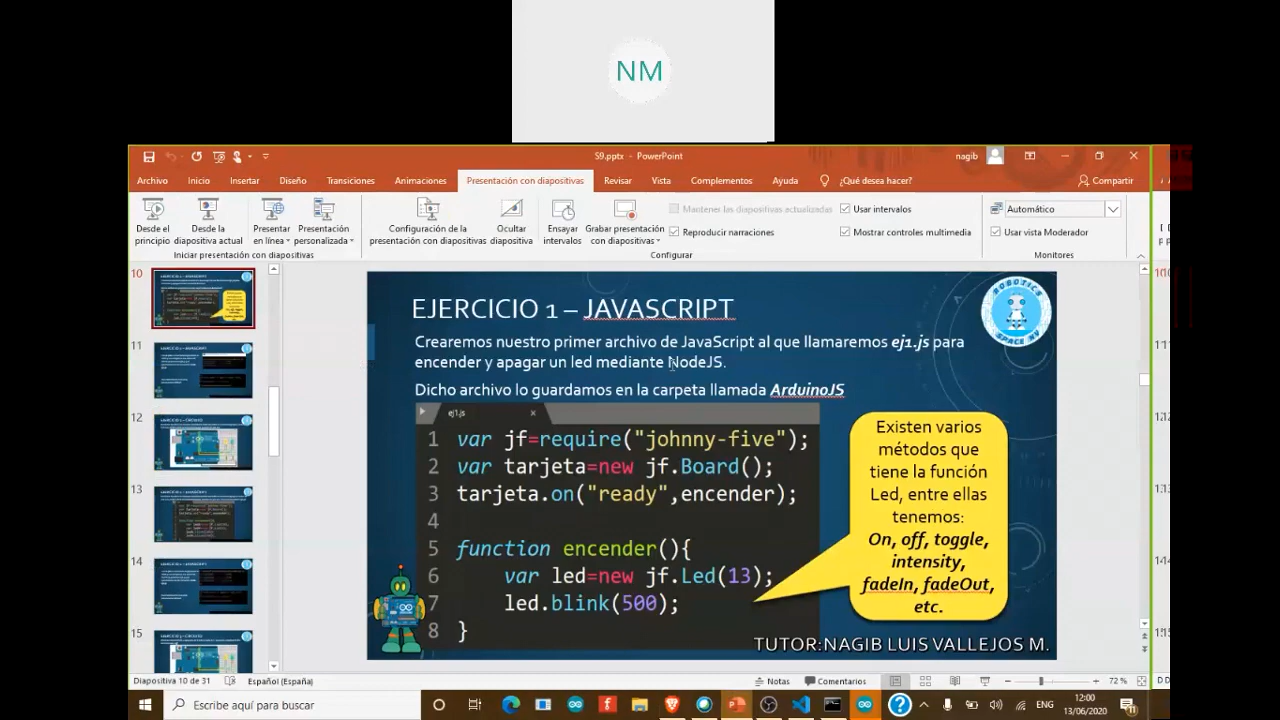 NM
S9.pptx - PowerPoint
nagib
Archivo Inicio Insertar Diseño Transiciones Animaciones Presentación con diapositivas Revisar Vista Complementos Ayuda ¿Qué desea hacer? Compartir
Desde el principio
Desde la diapositiva actual
Presentar en línea
Presentación personalizada
Configuración de la presentación con diapositivas
Ocultar diapositiva
Ensayar intervalos
Grabar presentación con diapositivas
Mantener las diapositivas actualizadas
Reproducir narraciones
Usar intervalos
Mostrar controles multimedia
Automático
Usar vista Moderador
Iniciar presentación con diapositivas
Configurar
Monitores
10
11
12
13
14
15
EJERCICIO 1 – JAVASCRIPT
Crearemos nuestro primer archivo de JavaScript al que llamaremos ej1.js para
encender y apagar un led mediante NodeJS.
Dicho archivo lo guardamos en la carpeta llamada ArduinoJS
ej1.js
1 var jf=require("johnny-five");
2 var tarjeta=new jf.Board();
3 tarjeta.on("ready",encender);
4
5 function encender(){
var led=new jf.Led(13);
7 led.blink(500);
8 }
Existen varios
métodos que
tiene la función
Led, entre ellas
tenemos:
On, off, toggle,
intensity,
fadeIn, fadeOut,
etc.
TUTOR:NAGIB LUIS VALLEJOS M.
Diapositiva 10 de 31 Español (España) Notas Comentarios 72 %
Escribe aquí para buscar
ENG
12:00
13/06/2020